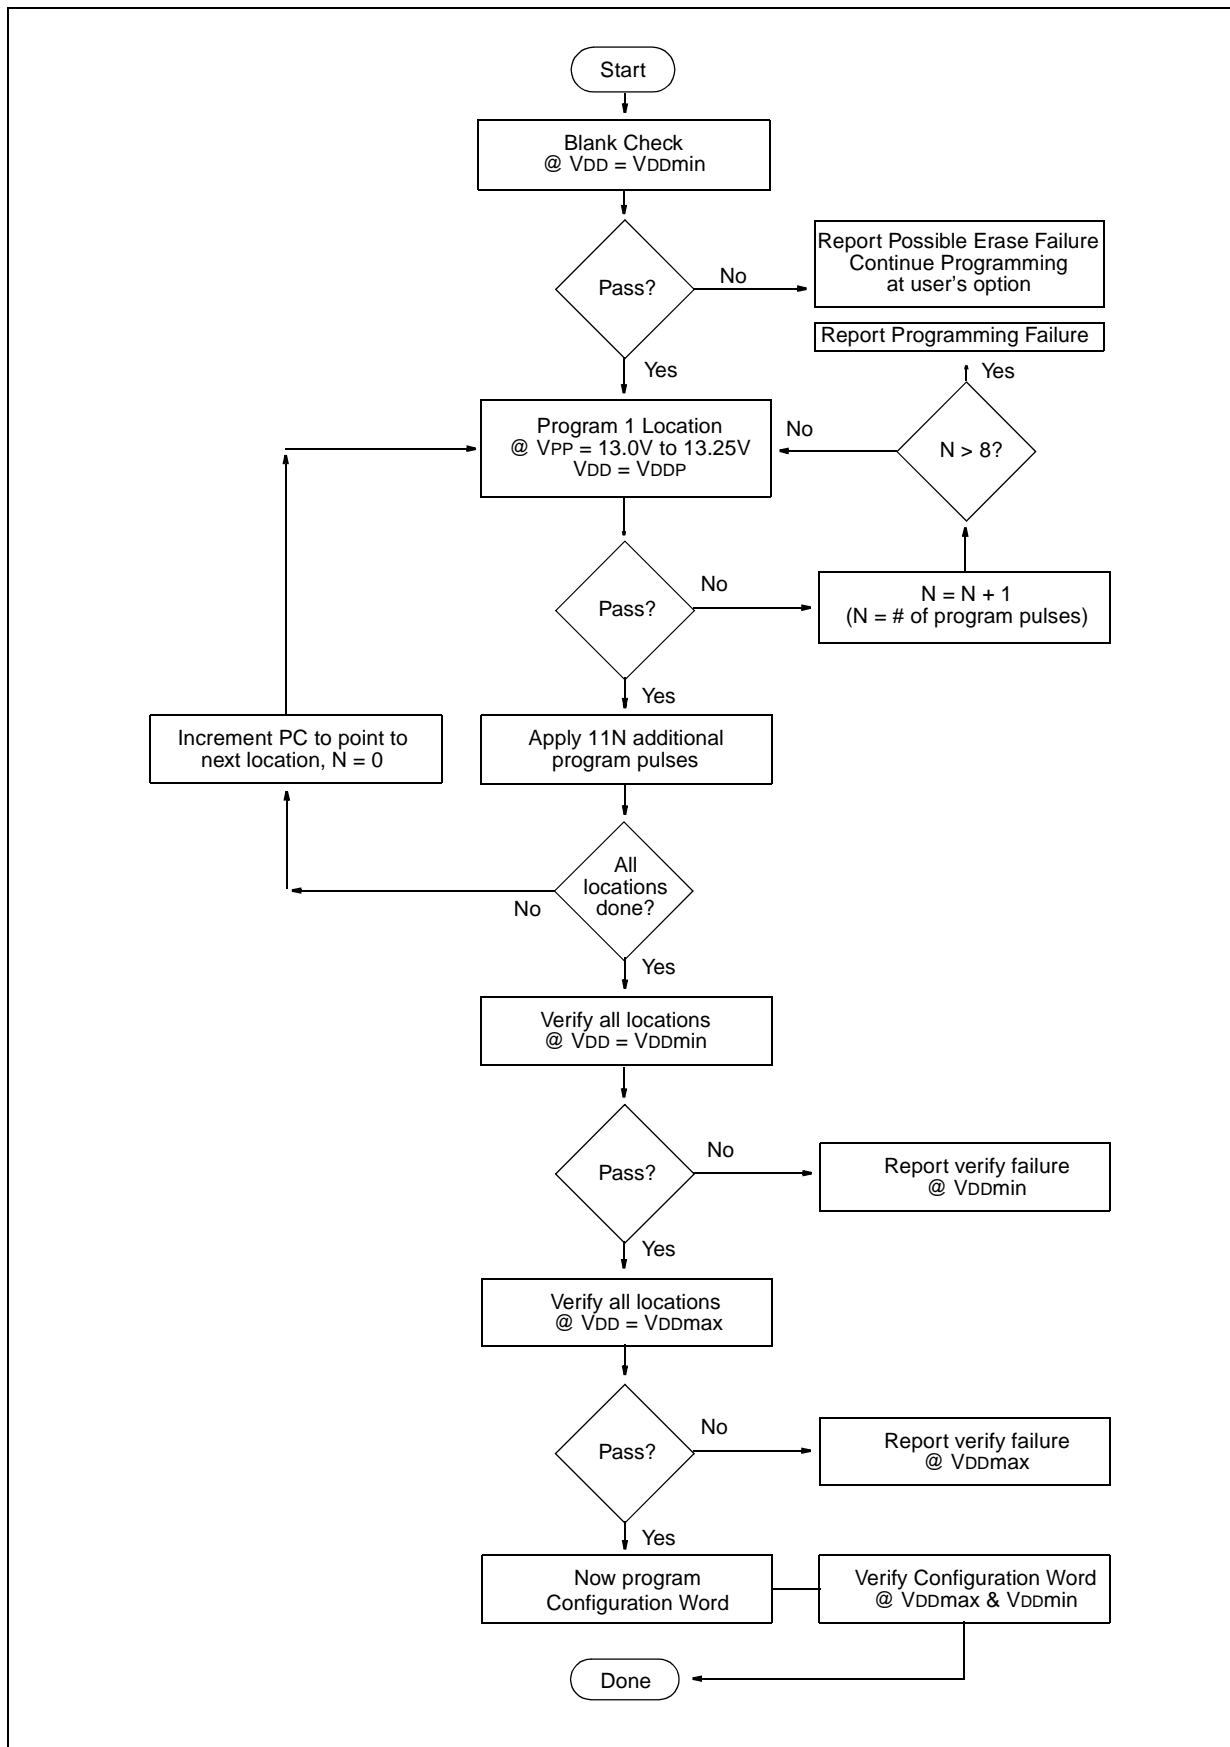 Start
Blank Check
@ VDD = VDDmin
Pass?
No
Report Possible Erase Failure
Continue Programming
at user's option
Yes
Report Programming Failure
Yes
Program 1 Location
@ VPP = 13.0V to 13.25V
VDD = VDDP
No
N > 8?
Pass?
No
N = N + 1
(N = # of program pulses)
Yes
Increment PC to point to
next location, N = 0
Apply 11N additional
program pulses
All
locations
done?
No
Yes
Verify all locations
@ VDD = VDDmin
Pass?
No
Report verify failure
@ VDDmin
Yes
Verify all locations
@ VDD = VDDmax
Pass?
No
Report verify failure
@ VDDmax
Yes
Now program
Configuration Word
Verify Configuration Word
@ VDDmax & VDDmin
Done